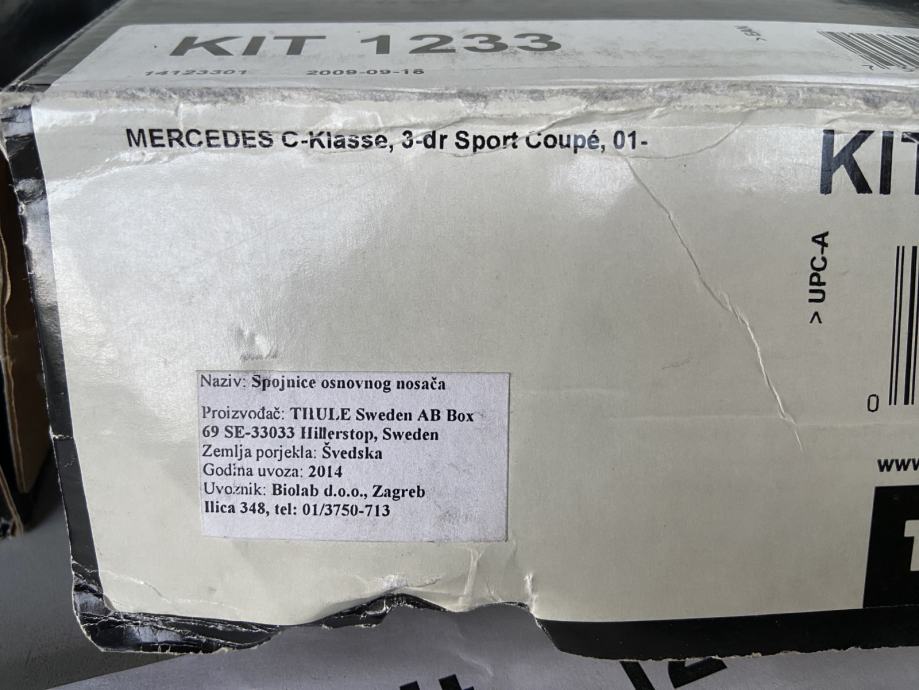 KIT 1233
14123301 2009-09-16
7
MERCEDES C-Klasse, 3-dr Sport Coupé, 01-
KIT
> UPC-A
0
www.
Naziv: Spojnice osnovnog nosača
Proizvođač: THULE Sweden AB Box
69 SE-33033 Hillerstop, Sweden
Zemlja porjekla: Švedska
Godina uvoza: 2014
Uvoznik: Biolab d.o.o., Zagreb
Ilica 348, tel: 01/3750-713